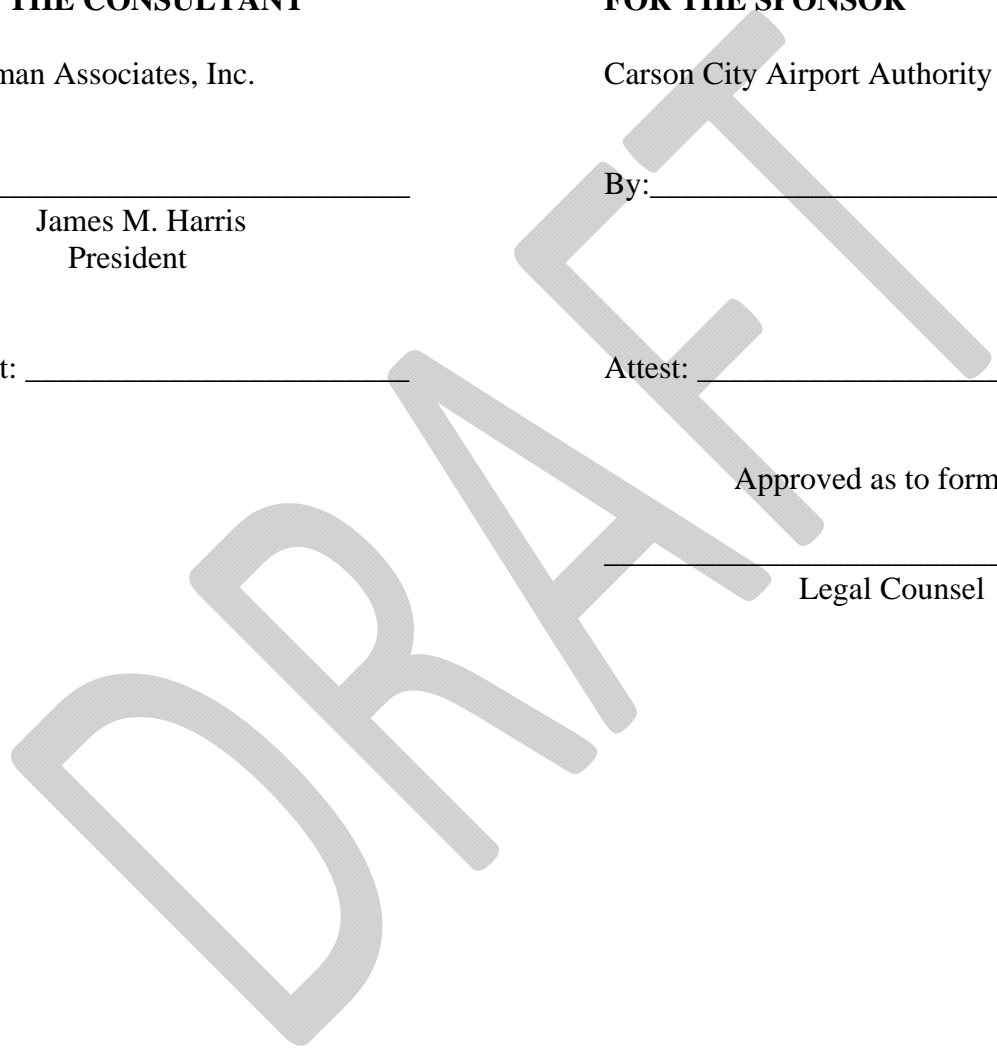 THE CONSULTANT
FOR THE SPONSOR
man Associates, Inc.
Carson City Airport Authority
By:
James M. Harris
President
t:
Attest:
Approved as to form
Legal Counsel
DRAFT